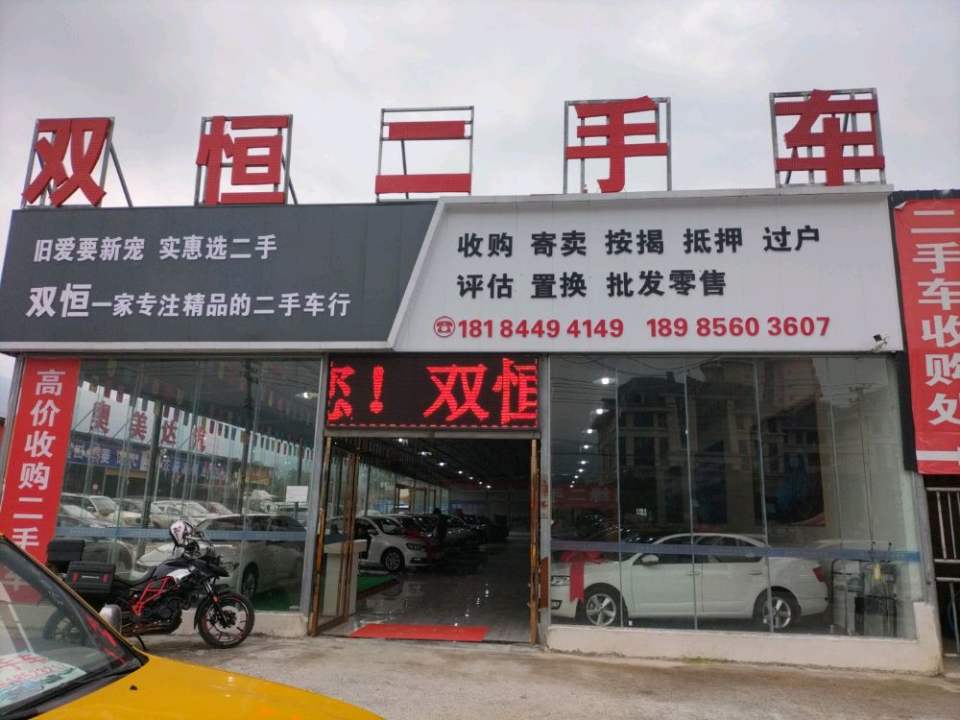 双恒二手车
旧爱要新宠 实惠选二手
双恒一家专注精品的二手车行
收购 寄卖 按揭 抵押 过户
评估 置换 批发零售
☎181 8449 4149 189 8560 3607
您！双恒
高价收购二手
二手车收购处